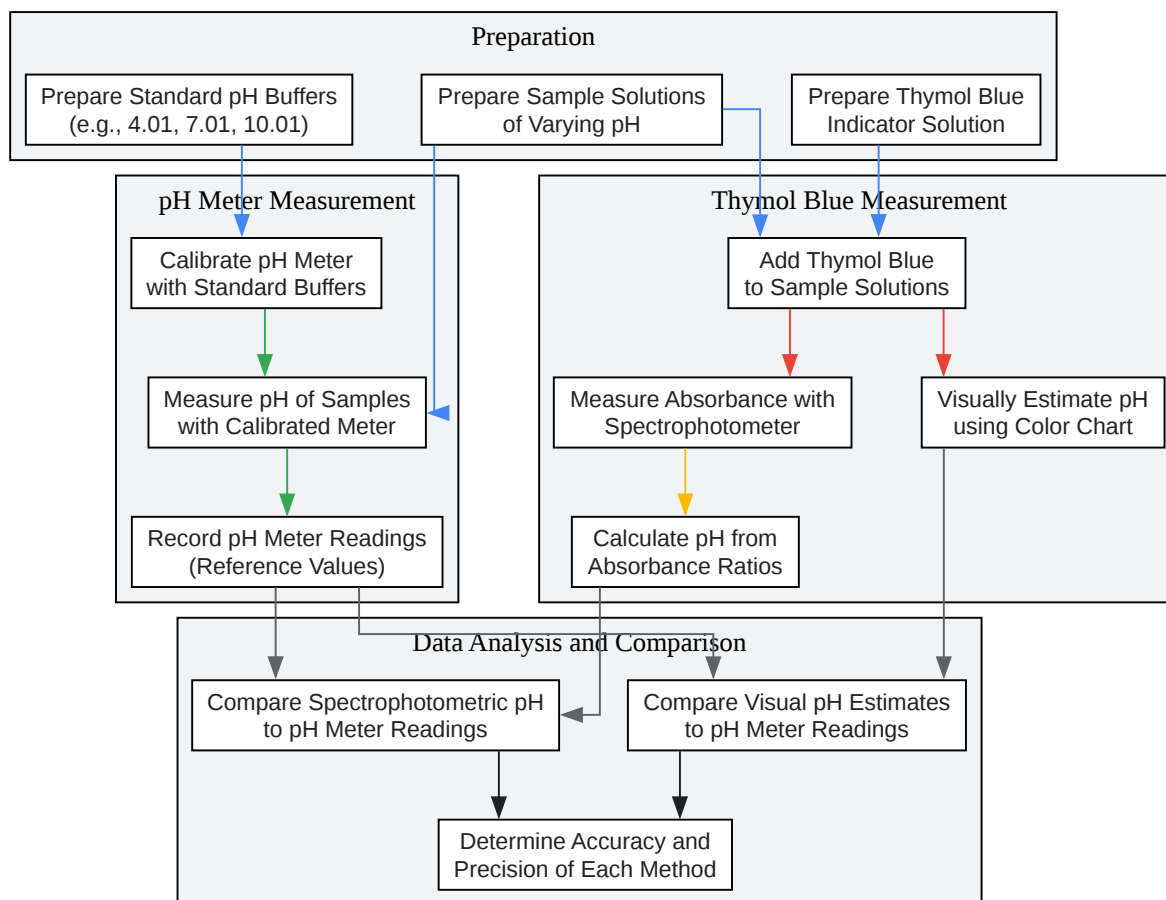 Preparation
Prepare Standard pH Buffers
(e.g., 4.01, 7.01, 10.01)
Prepare Sample Solutions
of Varying pH
Prepare Thymol Blue
Indicator Solution
pH Meter Measurement
Calibrate pH Meter
with Standard Buffers
Measure pH of Samples
with Calibrated Meter
Record pH Meter Readings
(Reference Values)
Thymol Blue Measurement
Add Thymol Blue
to Sample Solutions
Measure Absorbance with
Spectrophotometer
Visually Estimate pH
using Color Chart
Calculate pH from
Absorbance Ratios
Data Analysis and Comparison
Compare Spectrophotometric pH
to pH Meter Readings
Compare Visual pH Estimates
to pH Meter Readings
Determine Accuracy and
Precision of Each Method